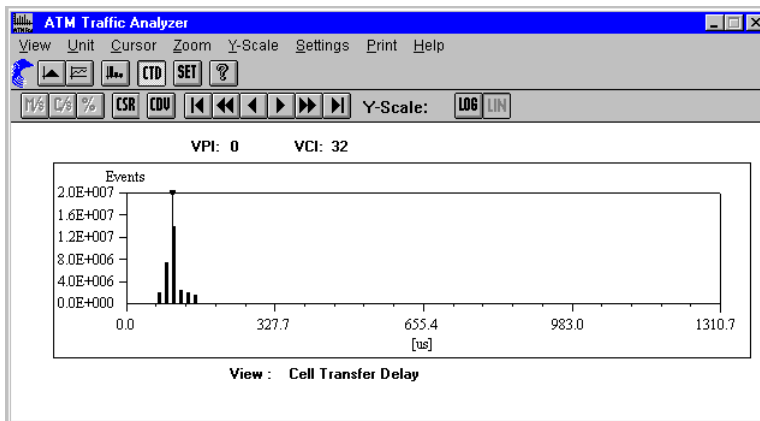 ATM Traffic Analyzer
View Unit Cursor Zoom Y-Scale Settings Print Help
CTD SET ?
M/s C/s % CSR CDV Y-Scale: LOG LIN
VPI: 0 VCI: 32
Events
2.0E+007
1.6E+007
1.2E+007
8.0E+006
4.0E+006
0.0E+000
0.0 327.7 655.4 983.0 1310.7
[us]
View : Cell Transfer Delay